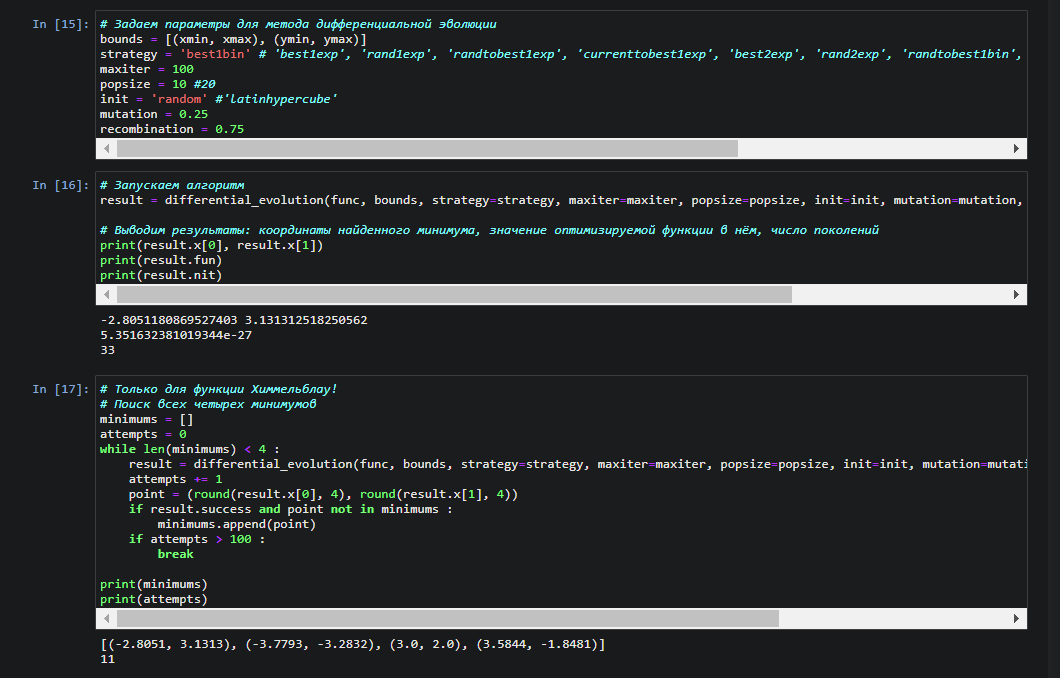 In [15]:
# Задаем параметры для метода дифференциальной эволюции
bounds = [(xmin, xmax), (ymin, ymax)]
strategy = 'best1bin' # 'best1exp', 'rand1exp', 'randtobest1exp', 'currenttobest1exp', 'best2exp', 'rand2exp', 'randtobest1bin',
maxiter = 100
popsize = 10 #20
init = 'random' #'latinhypercube'
mutation = 0.25
recombination = 0.75
In [16]:
# Запускаем алгоритм
result = differential_evolution(func, bounds, strategy=strategy, maxiter=maxiter, popsize=popsize, init=init, mutation=mutation,
# Выводим результаты: координаты найденного минимума, значение оптимизируемой функции в нём, число поколений
print(result.x[0], result.x[1])
print(result.fun)
print(result.nit)
-2.8051180869527403 3.131312518250562
5.351632381019344e-27
33
In [17]:
# Только для функции Химмельблау!
# Поиск всех четырех минимумов
minimums = []
attempts = 0
while len(minimums) < 4 :
    result = differential_evolution(func, bounds, strategy=strategy, maxiter=maxiter, popsize=popsize, init=init, mutation=mutati
    attempts += 1
    point = (round(result.x[0], 4), round(result.x[1], 4))
    if result.success and point not in minimums :
        minimums.append(point)
    if attempts > 100 :
        break
print(minimums)
print(attempts)
[(-2.8051, 3.1313), (-3.7793, -3.2832), (3.0, 2.0), (3.5844, -1.8481)]
11